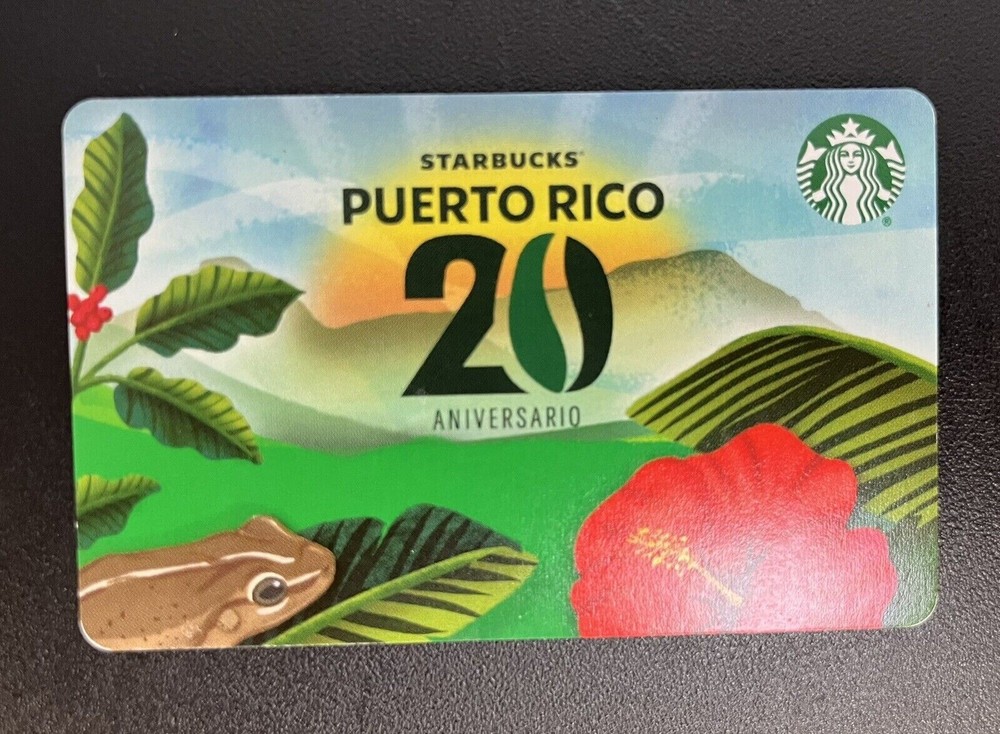 STARBUCKS
PUERTO RICO
20
ANIVERSARIO
®